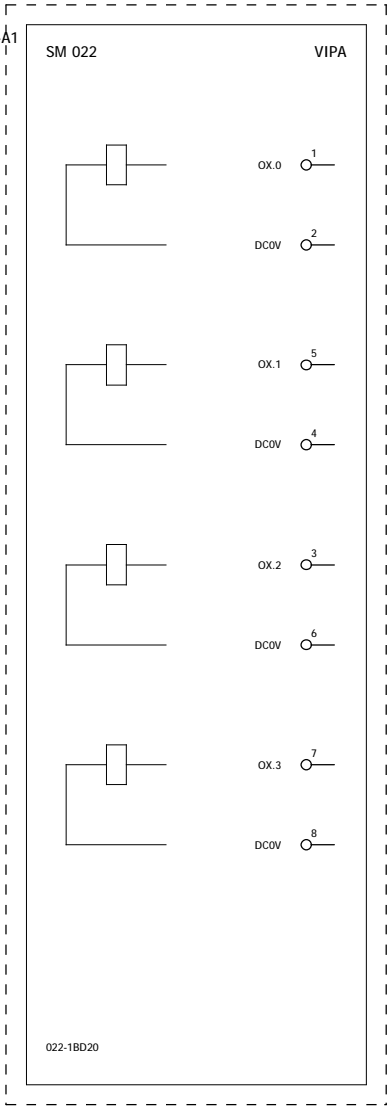 A1
SM 022 VIPA
OX.0 1
DC0V 2
OX.1 5
DC0V 4
OX.2 3
DC0V 6
OX.3 7
DC0V 8
022-1BD20